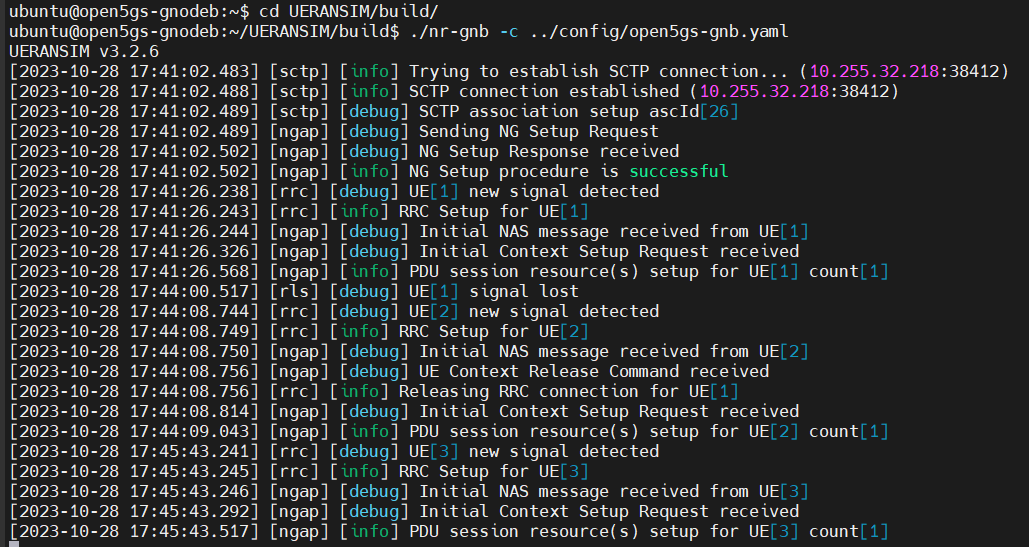 ubuntu@open5gs-gnodeb:~$ cd UERANSIM/build/
ubuntu@open5gs-gnodeb:~/UERANSIM/build$ ./nr-gnb -c ../config/open5gs-gnb.yaml
UERANSIM v3.2.6
[2023-10-28 17:41:02.483] [sctp] [info] Trying to establish SCTP connection... (10.255.32.218:38412)
[2023-10-28 17:41:02.488] [sctp] [info] SCTP connection established (10.255.32.218:38412)
[2023-10-28 17:41:02.489] [sctp] [debug] SCTP association setup ascId[26]
[2023-10-28 17:41:02.489] [ngap] [debug] Sending NG Setup Request
[2023-10-28 17:41:02.502] [ngap] [debug] NG Setup Response received
[2023-10-28 17:41:02.502] [ngap] [info] NG Setup procedure is successful
[2023-10-28 17:41:26.238] [rrc] [debug] UE[1] new signal detected
[2023-10-28 17:41:26.243] [rrc] [info] RRC Setup for UE[1]
[2023-10-28 17:41:26.244] [ngap] [debug] Initial NAS message received from UE[1]
[2023-10-28 17:41:26.326] [ngap] [debug] Initial Context Setup Request received
[2023-10-28 17:41:26.568] [ngap] [info] PDU session resource(s) setup for UE[1] count[1]
[2023-10-28 17:44:00.517] [rls] [debug] UE[1] signal lost
[2023-10-28 17:44:08.744] [rrc] [debug] UE[2] new signal detected
[2023-10-28 17:44:08.749] [rrc] [info] RRC Setup for UE[2]
[2023-10-28 17:44:08.750] [ngap] [debug] Initial NAS message received from UE[2]
[2023-10-28 17:44:08.756] [ngap] [debug] UE Context Release Command received
[2023-10-28 17:44:08.756] [rrc] [info] Releasing RRC connection for UE[1]
[2023-10-28 17:44:08.814] [ngap] [debug] Initial Context Setup Request received
[2023-10-28 17:44:09.043] [ngap] [info] PDU session resource(s) setup for UE[2] count[1]
[2023-10-28 17:45:43.241] [rrc] [debug] UE[3] new signal detected
[2023-10-28 17:45:43.245] [rrc] [info] RRC Setup for UE[3]
[2023-10-28 17:45:43.246] [ngap] [debug] Initial NAS message received from UE[3]
[2023-10-28 17:45:43.292] [ngap] [debug] Initial Context Setup Request received
[2023-10-28 17:45:43.517] [ngap] [info] PDU session resource(s) setup for UE[3] count[1]